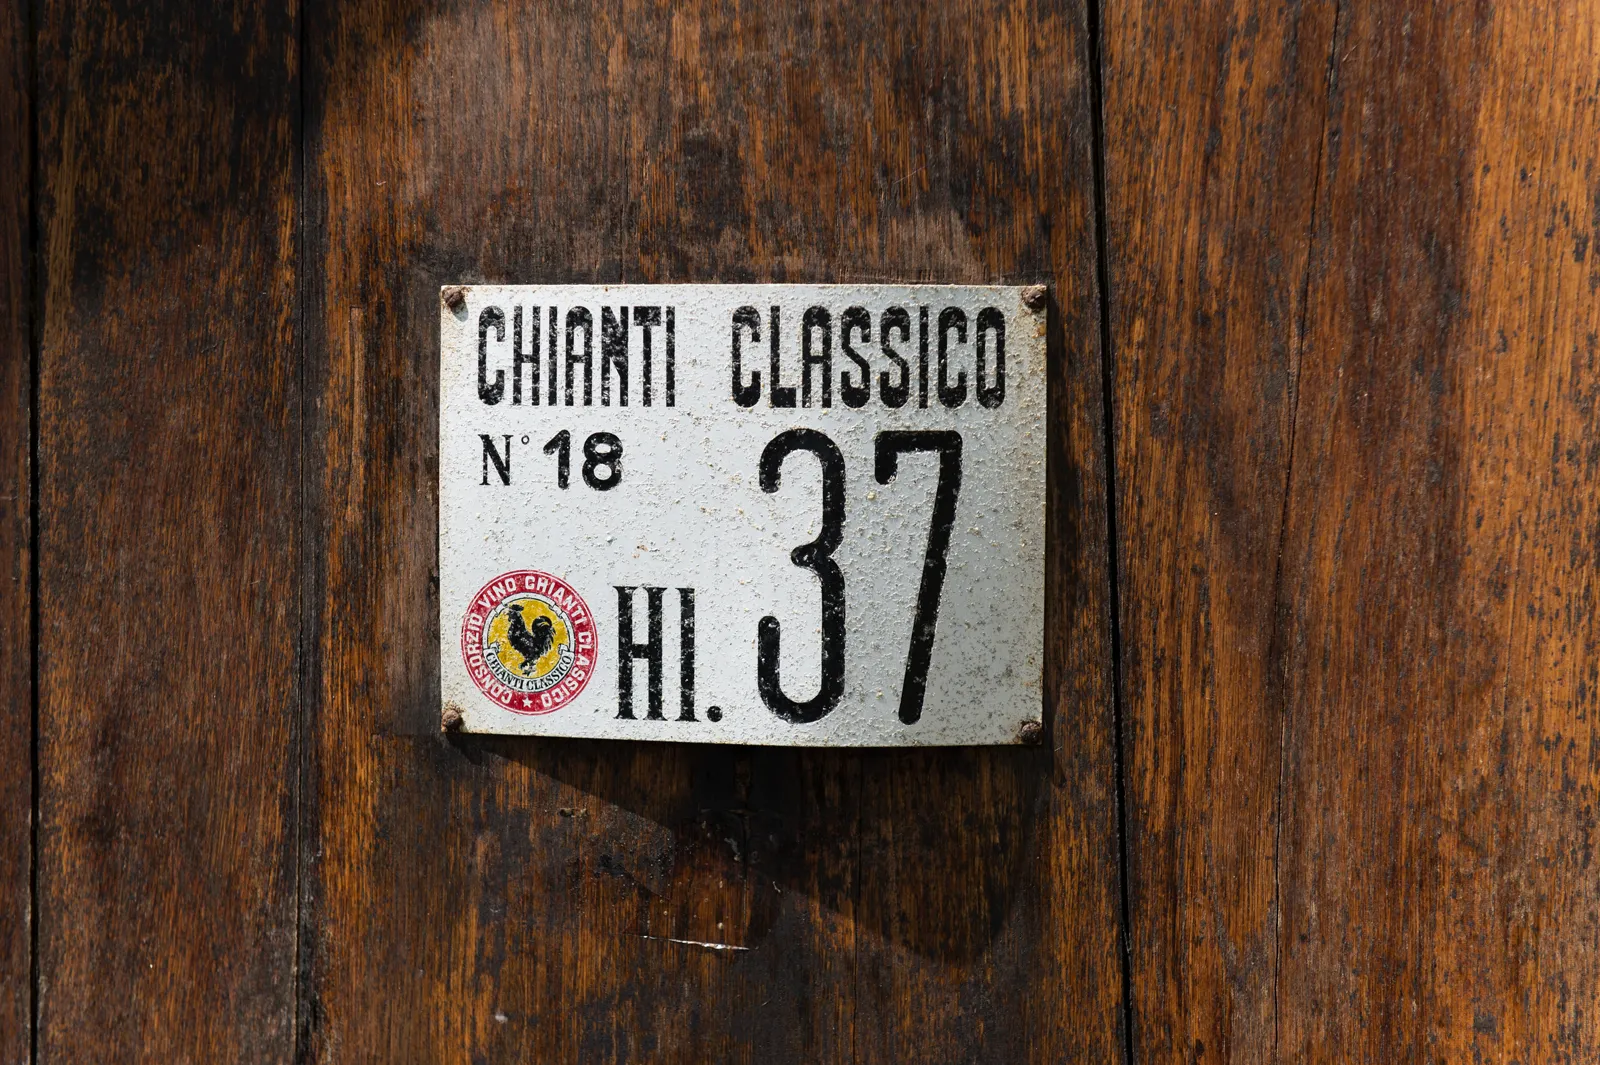 CHIANTI CLASSICO
N° 18
HI. 37
CONSORZIO VINO CHIANTI CLASSICO
CHIANTI CLASSICO